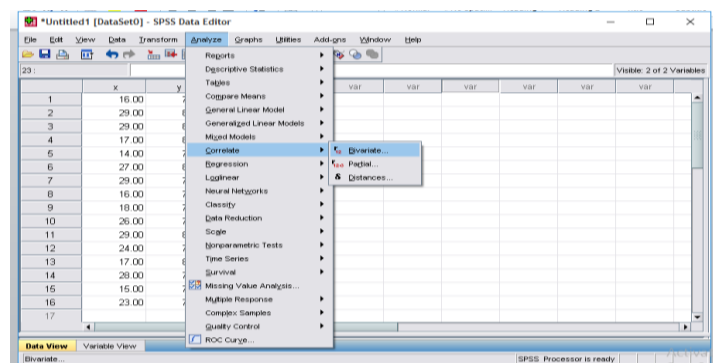 *Untitled1 [DataSet0] - SPSS Data Editor
File Edit View Data Transform Analyze Graphs Utilities Add-ons Window Help
23 :
Visible: 2 of 2 Variables
x y var var var var var
1 16.00
2 29.00
3 29.00
4 17.00
5 14.00
6 27.00
7 29.00
8 16.00
9 18.00
10 26.00
11 29.00
12 24.00
13 17.00
14 28.00
15 15.00
16 23.00
17
Reports
Descriptive Statistics
Tables
Compare Means
General Linear Model
Generalized Linear Models
Mixed Models
Correlate
Regression
Loglinear
Neural Networks
Classify
Data Reduction
Scale
Nonparametric Tests
Time Series
Survival
Missing Value Analysis...
Multiple Response
Complex Samples
Quality Control
ROC Curve...
Bivariate...
Partial...
Distances...
Data View Variable View
Bivariate...
SPSS Processor is ready